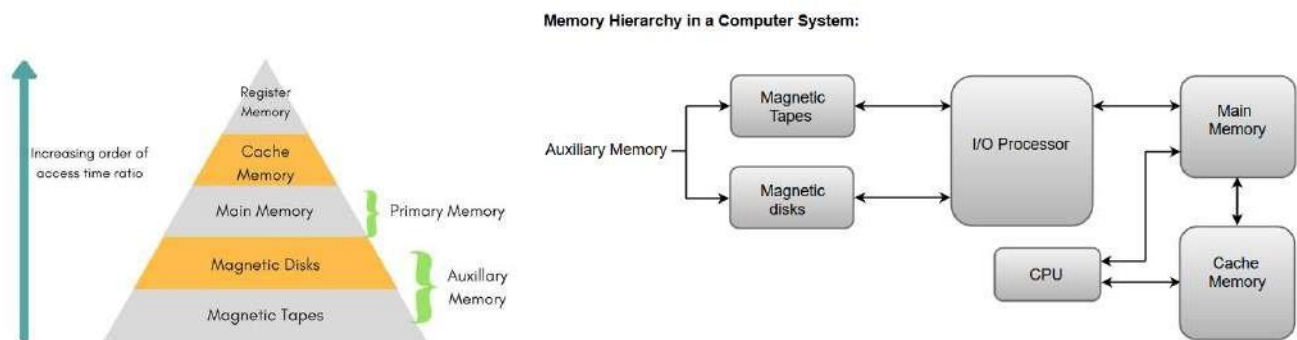 Memory Hierarchy in a Computer System:
Register
Memory
Cache
Memory
Increasing order of
access time ratio
Main Memory
Primary Memory
Magnetic Disks
Auxillary
Memory
Magnetic Tapes
Auxiliary Memory
Magnetic
Tapes
Magnetic
disks
I/O Processor
Main
Memory
CPU
Cache
Memory